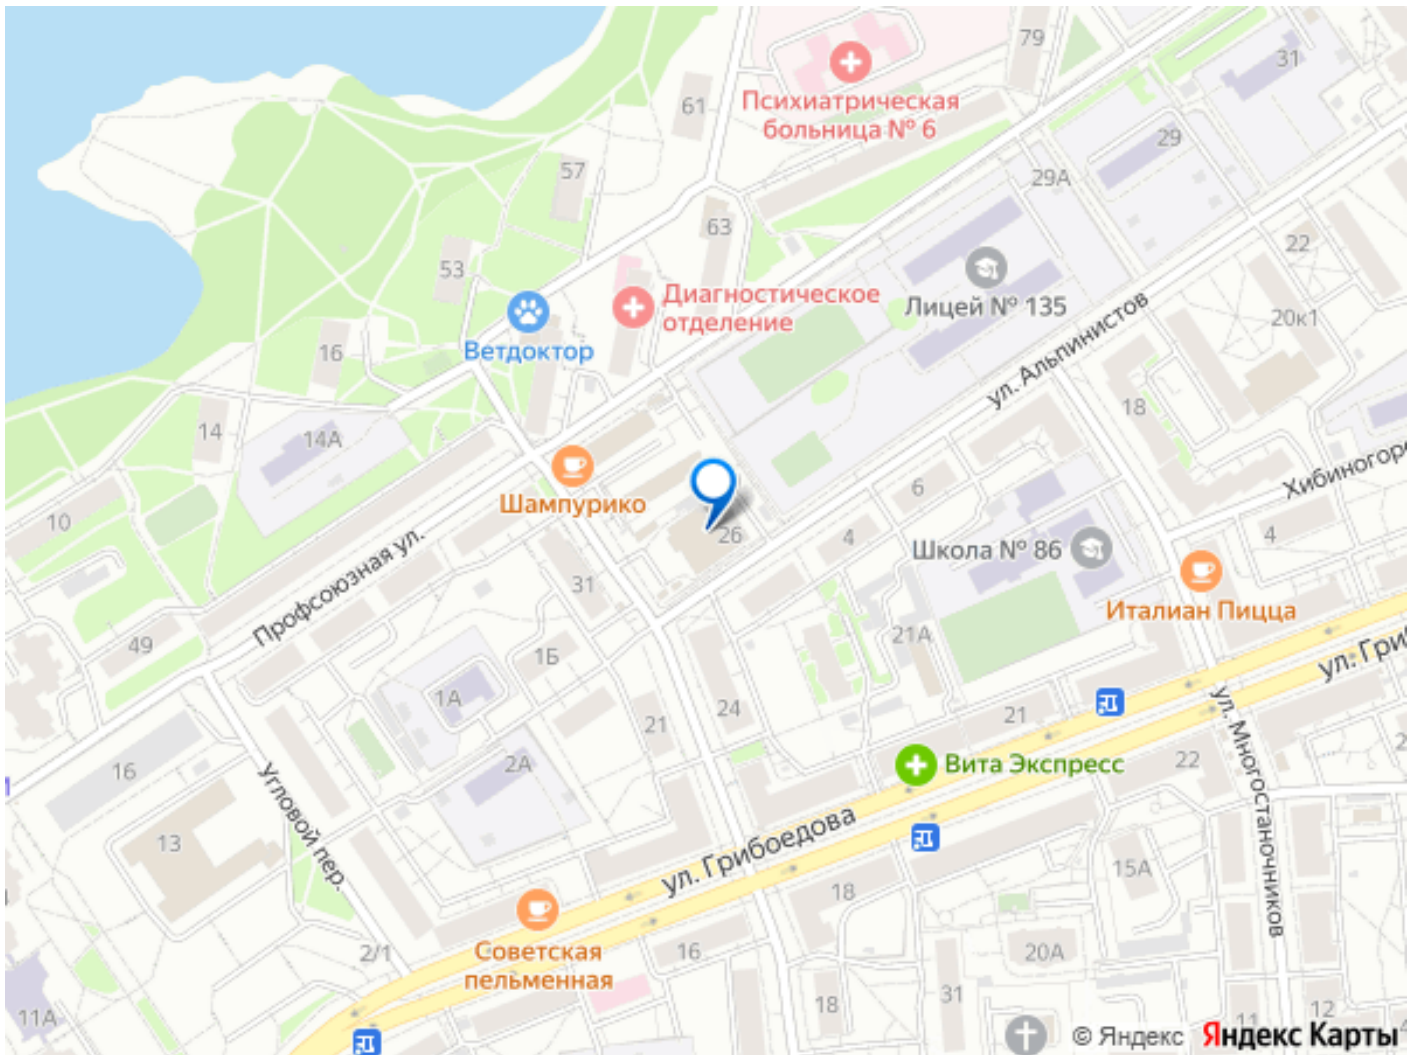 79
31
61
Психиатрическая
больница № 6
29
57
29А
63
22
53
Диагностическое
отделение
Лицей № 135
20к1
16
Ветдоктор
ул. Альпинистов
18
14
14А
Хибиногорс
Шампурико
6
10
26
4
4
Профсоюзная ул.
Школа № 86
31
Италиан Пицца
49
1Б
21А
ул. Гриб
1А
24
21
21
2А
Вита Экспресс
22
16
Угловой пер.
ул. Многостаночников
ул. Грибоедова
13
15А
18
2/1
Советская
пельменная
16
20А
31
18
11А
11
12
© Яндекс Яндекс Карты